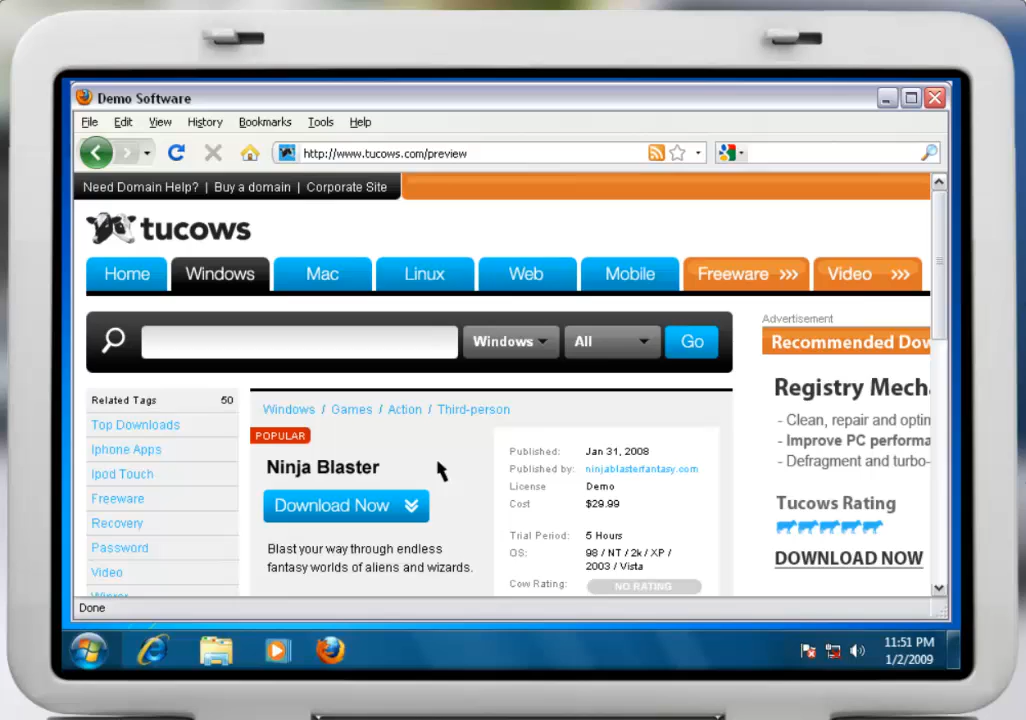 Demo Software
File Edit View History Bookmarks Tools Help
http://www.tucows.com/preview
Need Domain Help? | Buy a domain | Corporate Site
tucows
Home Windows Mac Linux Web Mobile Freeware >>> Video >>>
Windows All Go
Advertisement
Recommended
Related Tags 50
Top Downloads
Iphone Apps
Ipod Touch
Freeware
Recovery
Password
Video
Windows / Games / Action / Third-person
POPULAR
Ninja Blaster
Download Now
Blast your way through endless
fantasy worlds of aliens and wizards.
Published: Jan 31, 2008
Published by: ninjablasterfantasy.com
License Demo
Cost $29.99
Trial Period: 5 Hours
OS: 98 / NT / 2k / XP /
2003 / Vista
Cow Rating: NO RATING
Registry
- Clean, repair and
- Improve PC
- Defragment and turbo-
Tucows Rating
DOWNLOAD NOW
Done
11:51 PM
1/2/2009